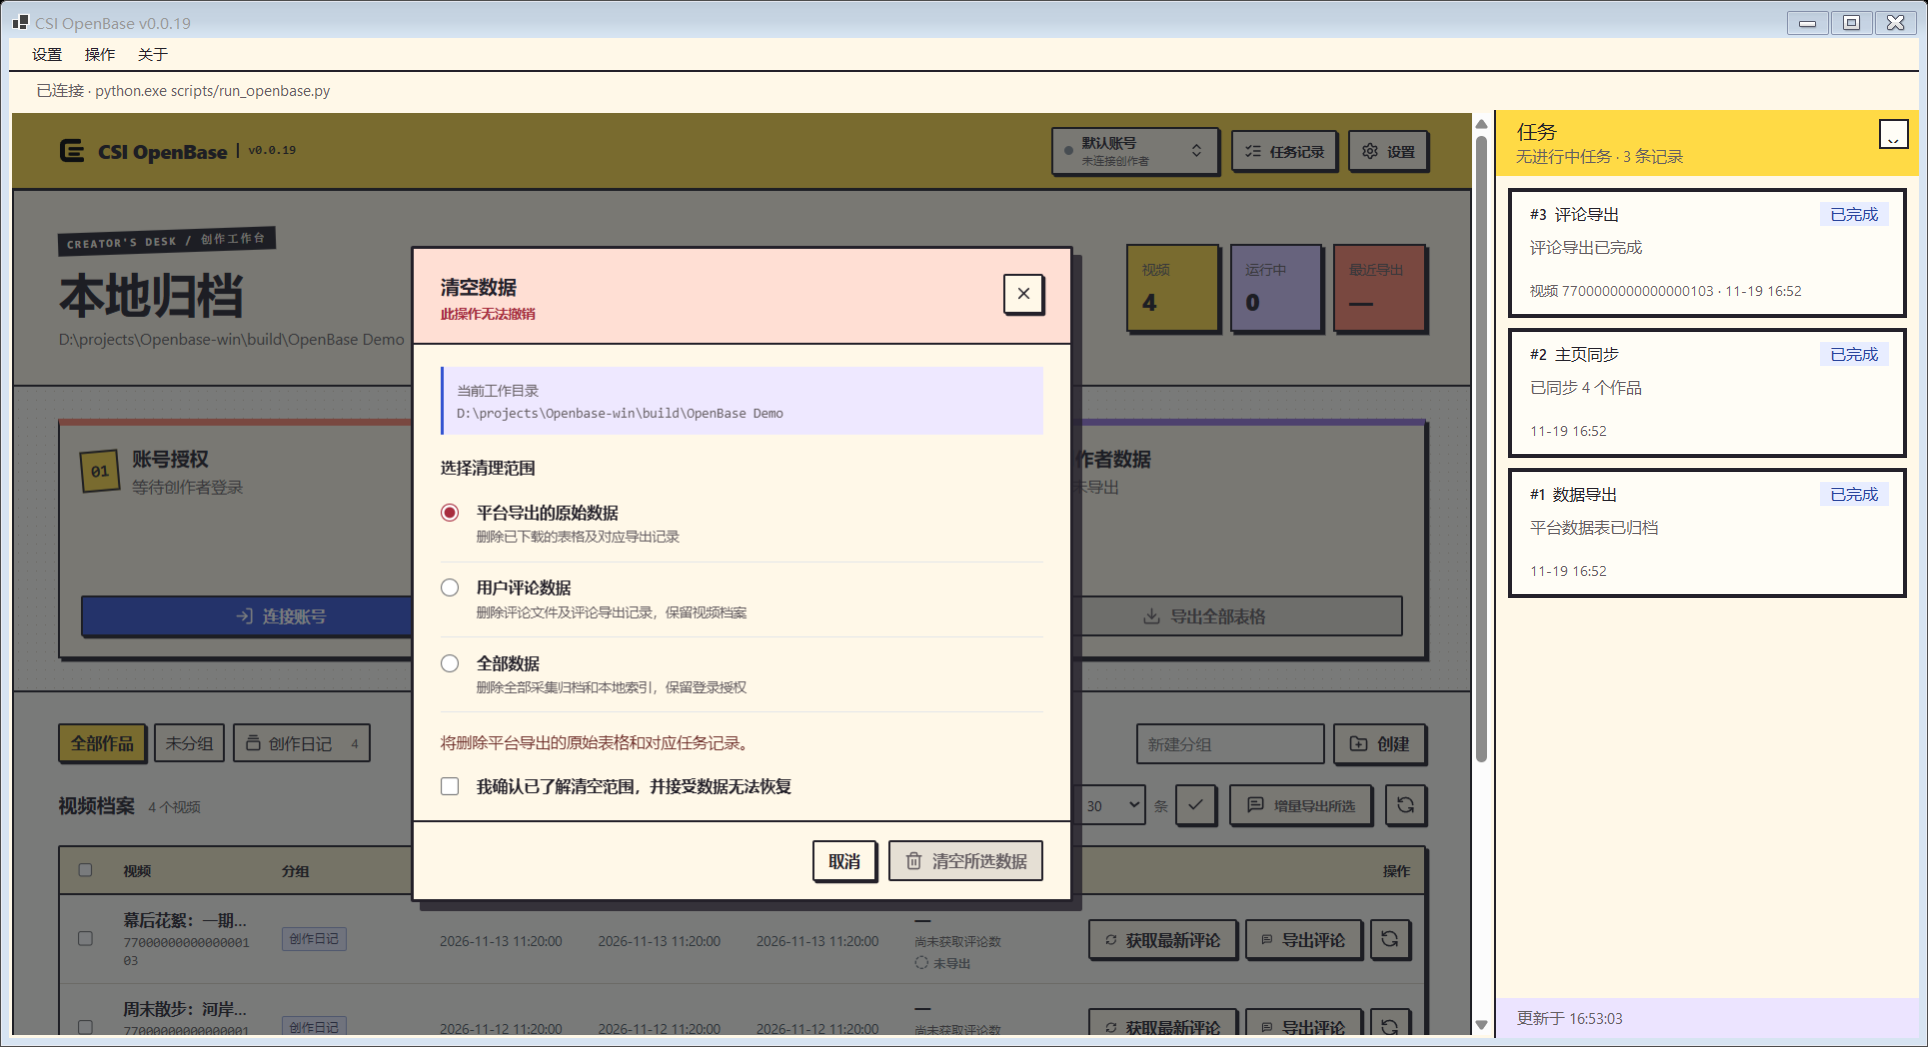 CSI OpenBase v0.0.19
设置 操作 关于
已连接 · python.exe scripts/run_openbase.py
CSI OpenBase | v0.0.19
默认账号
未连接创作者
任务记录
设置
CREATOR'S DESK / 创作工作台
本地归档
D:\projects\Openbase-win\build\OpenBase Demo
视频
4
运行中
0
最近导出
—
01
账号授权
等待创作者登录
连接账号
作者数据
未导出
导出全部表格
全部作品
未分组
创作日记 4
新建分组
创建
视频档案 4 个视频
30 条
增量导出所选
视频 分组 操作
幕后花絮：一期...
77000000000000001
03
创作日记
2026-11-13 11:20:00 2026-11-13 11:20:00 2026-11-13 11:20:00
—
尚未获取评论数
未导出
获取最新评论
导出评论
周末散步：河岸...
77000000000000001
创作日记
2026-11-12 11:20:00 2026-11-12 11:20:00 2026-11-12 11:20:00
—
尚未获取评论数
获取最新评论
导出评论
清空数据
此操作无法撤销
当前工作目录
D:\projects\Openbase-win\build\OpenBase Demo
选择清理范围
平台导出的原始数据
删除已下载的表格及对应导出记录
用户评论数据
删除评论文件及评论导出记录，保留视频档案
全部数据
删除全部采集归档和本地索引，保留登录授权
将删除平台导出的原始表格和对应任务记录。
我确认已了解清空范围，并接受数据无法恢复
取消
清空所选数据
任务
无进行中任务 · 3 条记录
#3 评论导出 已完成
评论导出已完成
视频 7700000000000000103 · 11-19 16:52
#2 主页同步 已完成
已同步 4 个作品
11-19 16:52
#1 数据导出 已完成
平台数据表已归档
11-19 16:52
更新于 16:53:03